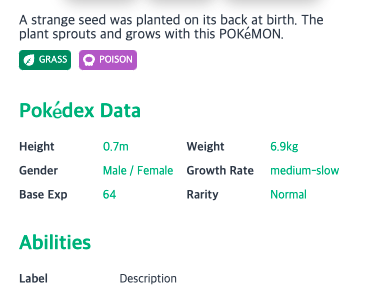 A strange seed was planted on its back at birth. The
plant sprouts and grows with this POKéMON.
GRASS POISON
Pokédex Data
Height 0.7m Weight 6.9kg
Gender Male / Female Growth Rate medium-slow
Base Exp 64 Rarity Normal
Abilities
Label Description